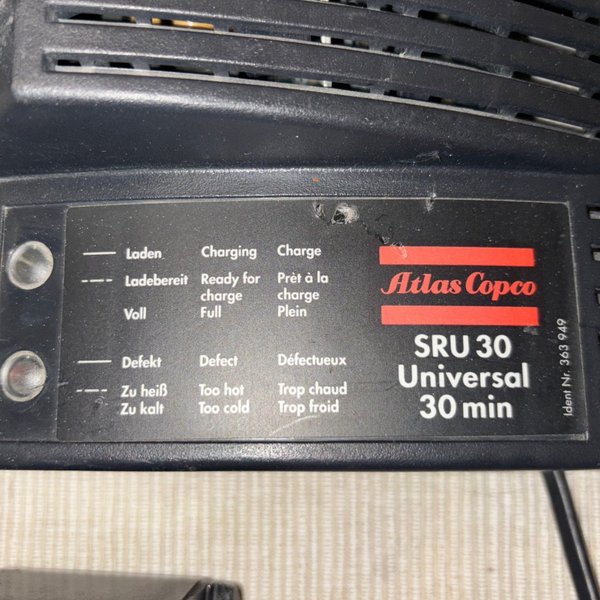 Laden Charging Charge
Ladebereit Ready for Prèt à la
charge charge
Voll Full Plein
Defekt Defect Défectueux
Zu heiß Too hot Trop chaud
Zu kalt Too cold Trop froid
Atlas Copco
SRU 30
Universal
30 min
Ident Nr. 363 949